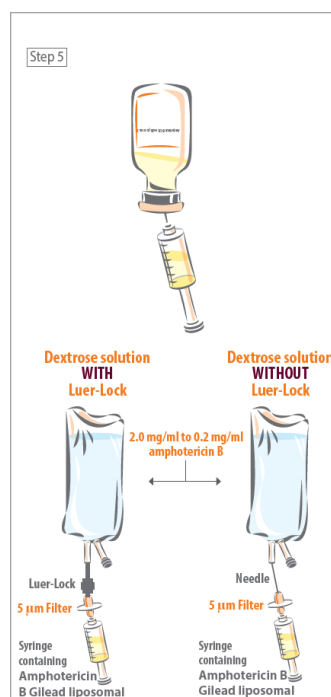 Step 5
Dextrose solution
WITH
Luer-Lock
Dextrose solution
WITHOUT
Luer-Lock
2.0 mg/ml to 0.2 mg/ml
amphotericin B
Luer-Lock
5 µm Filter
Syringe
containing
Amphotericin
B Gilead liposomal
Needle
5 µm Filter
Syringe
containing
Amphotericin B
Gilead liposomal